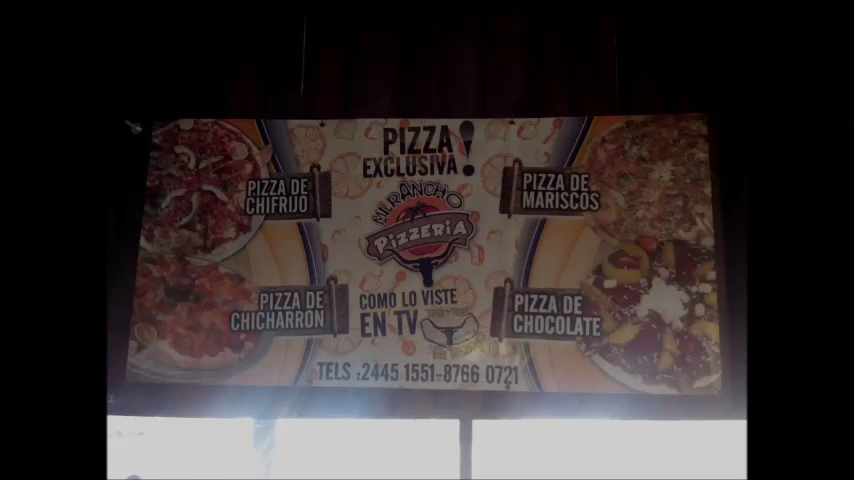 PIZZA
EXCLUSIVA!
PIZZA DE
CHIFRIJO
PIZZA DE
MARISCOS
MI RANCHO
PIZZERIA
PIZZA DE
CHICHARRON
COMO LO VISTE
EN TV
PIZZA DE
CHOCOLATE
TELS :2445 1551-8766 0721